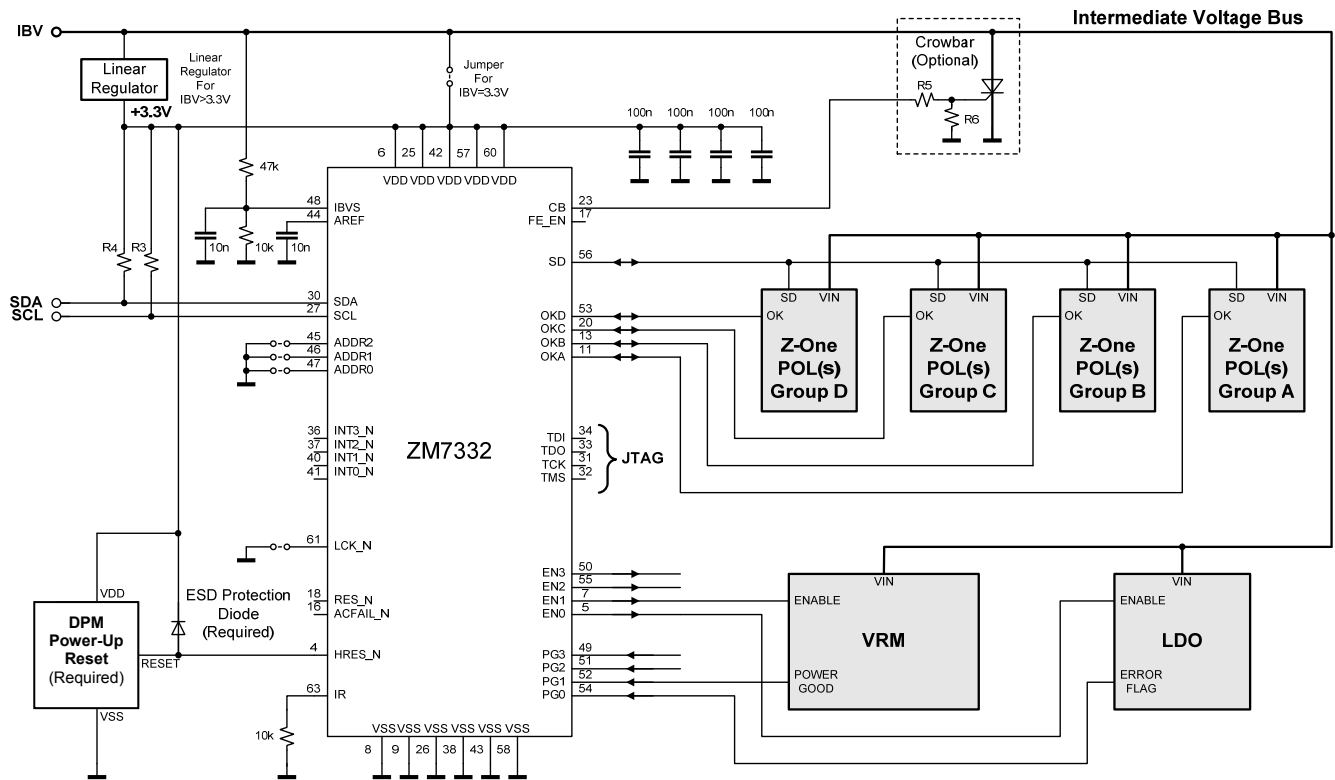 Intermediate Voltage Bus
IBV
Linear
Regulator
Linear
Regulator
For
IBV>3.3V
+3.3V
Jumper
For
IBV=3.3V
Crowbar
(Optional)
R5
R6
100n 100n 100n 100n
6 25 42 57 60
VDD VDD VDD VDD VDD
47k
48 IBVS
44 AREF
10n 10k 10n
R4 R3
CB 23
FE_EN 17
SD 56
SDA 30 SDA
SCL 27 SCL
45 ADDR2
46 ADDR1
47 ADDR0
OKD 53
OKC 20
OKB 13
OKA 11
SD VIN
OK
Z-One
POL(s)
Group D
SD VIN
OK
Z-One
POL(s)
Group C
SD VIN
OK
Z-One
POL(s)
Group B
SD VIN
OK
Z-One
POL(s)
Group A
36 INT3_N
37 INT2_N
40 INT1_N
41 INT0_N
ZM7332
TDI 34
TDO 33
TCK 31
TMS 32
JTAG
61 LCK_N
18 RES_N
16 ACFAIL_N
4 HRES_N
63 IR
10k
ESD Protection
Diode
(Required)
VDD
DPM
Power-Up
Reset
(Required)
RESET
VSS
EN3 50
EN2 55
EN1 7
EN0 5
PG3 49
PG2 51
PG1 52
PG0 54
VIN
ENABLE
VRM
POWER
GOOD
VIN
ENABLE
LDO
ERROR
FLAG
VSS VSS VSS VSS VSS VSS
8 9 26 38 43 58